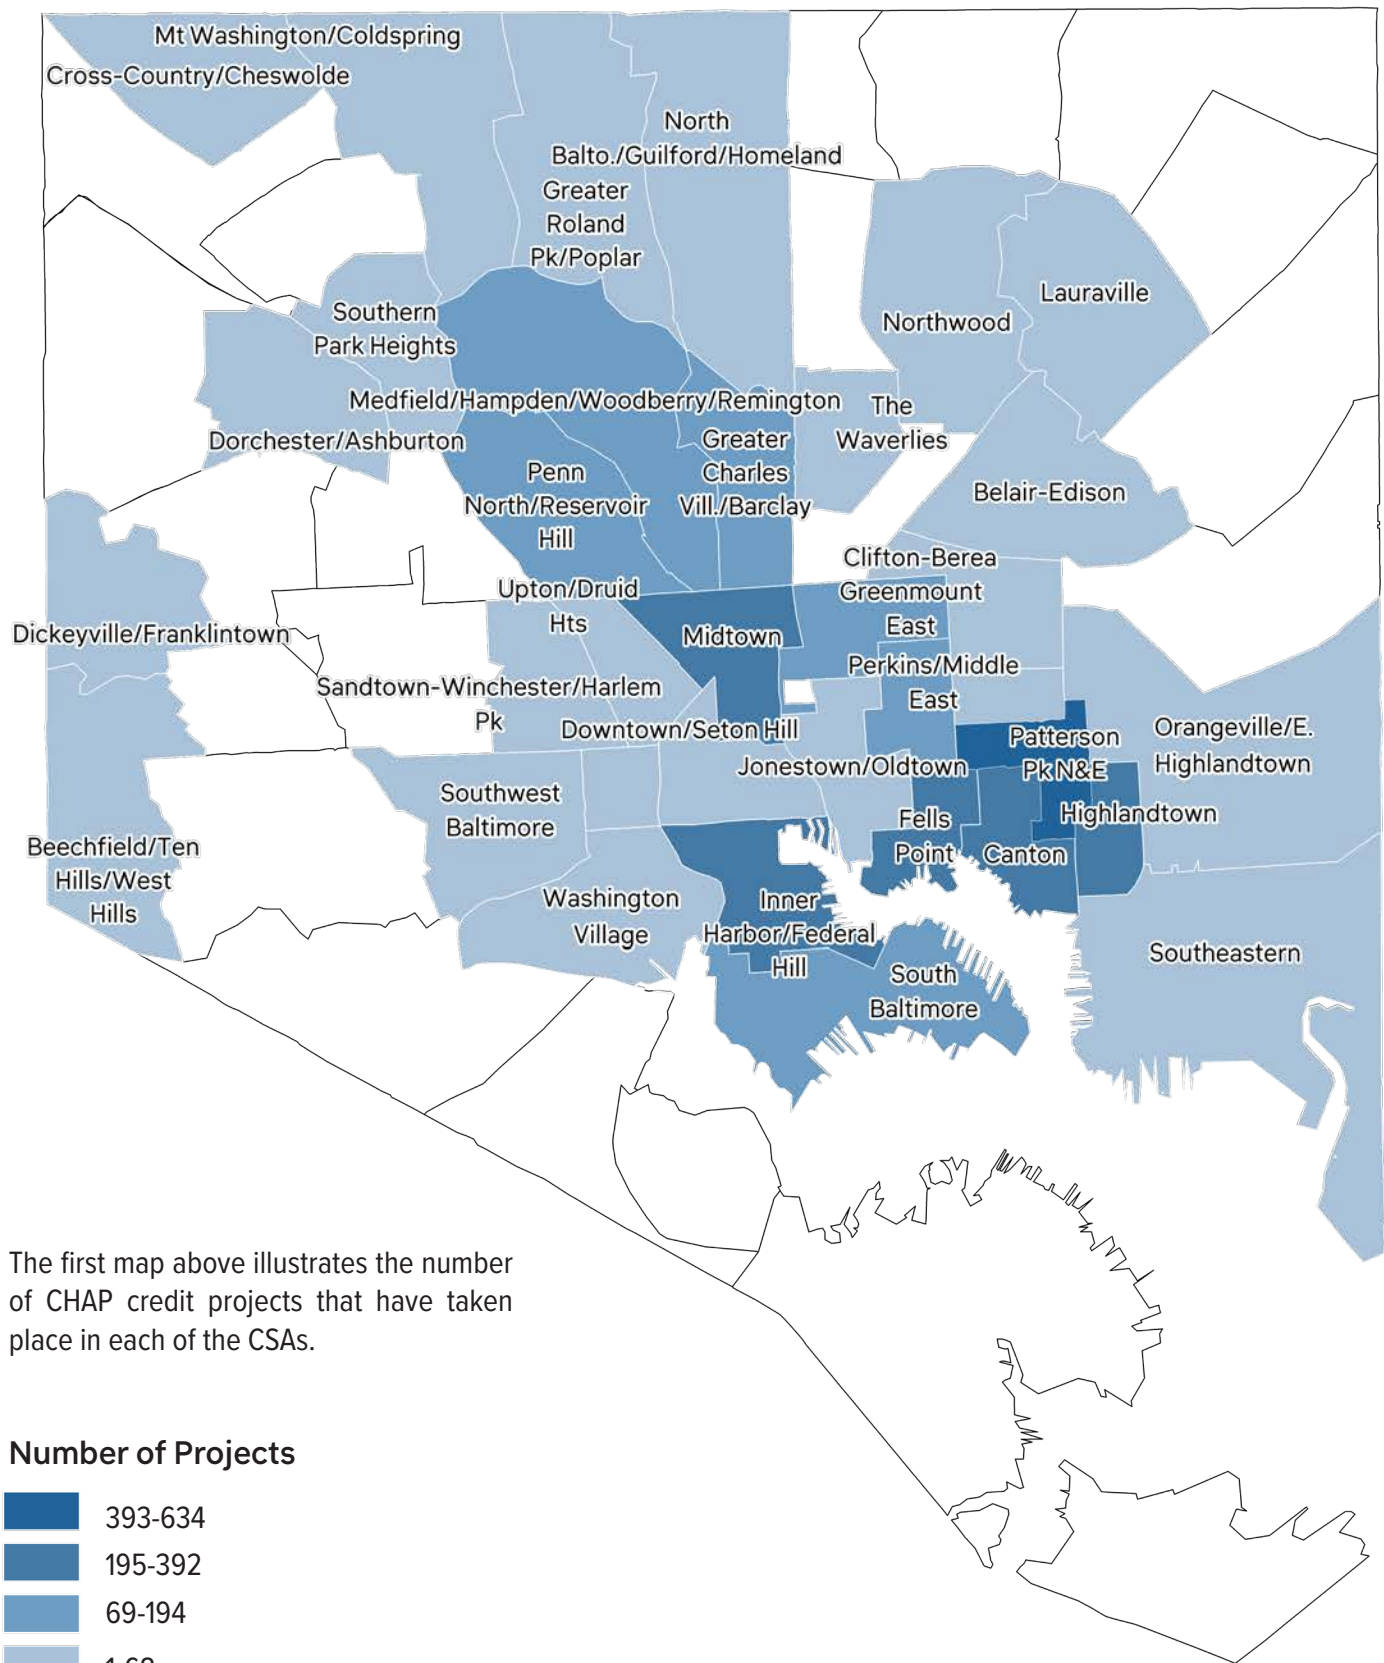 Mt Washington/Coldspring
Cross-Country/Cheswolde
North
Balto./Guilford/Homeland
Greater
Roland
Pk/Poplar
Lauraville
Southern
Park Heights
Northwood
Medfield/Hampden/Woodberry/Remington
The
Waverlies
Dorchester/Ashburton
Greater
Charles
Vill./Barclay
Penn
North/Reservoir
Hill
Belair-Edison
Clifton-Berea
Upton/Druid
Hts
Greenmount
East
Dickeyville/Franklintown
Midtown
Perkins/Middle
East
Sandtown-Winchester/Harlem
Pk
Downtown/Seton Hill
Orangeville/E.
Highlandtown
Patterson
Pk N&E
Jonestown/Oldtown
Southwest
Baltimore
Highlandtown
Fells
Point
Canton
Beechfield/Ten
Hills/West
Hills
Washington
Village
Inner
Harbor/Federal
Hill
Southeastern
South
Baltimore
The first map above illustrates the number
of CHAP credit projects that have taken
place in each of the CSAs.
Number of Projects
393-634
195-392
69-194
1-68